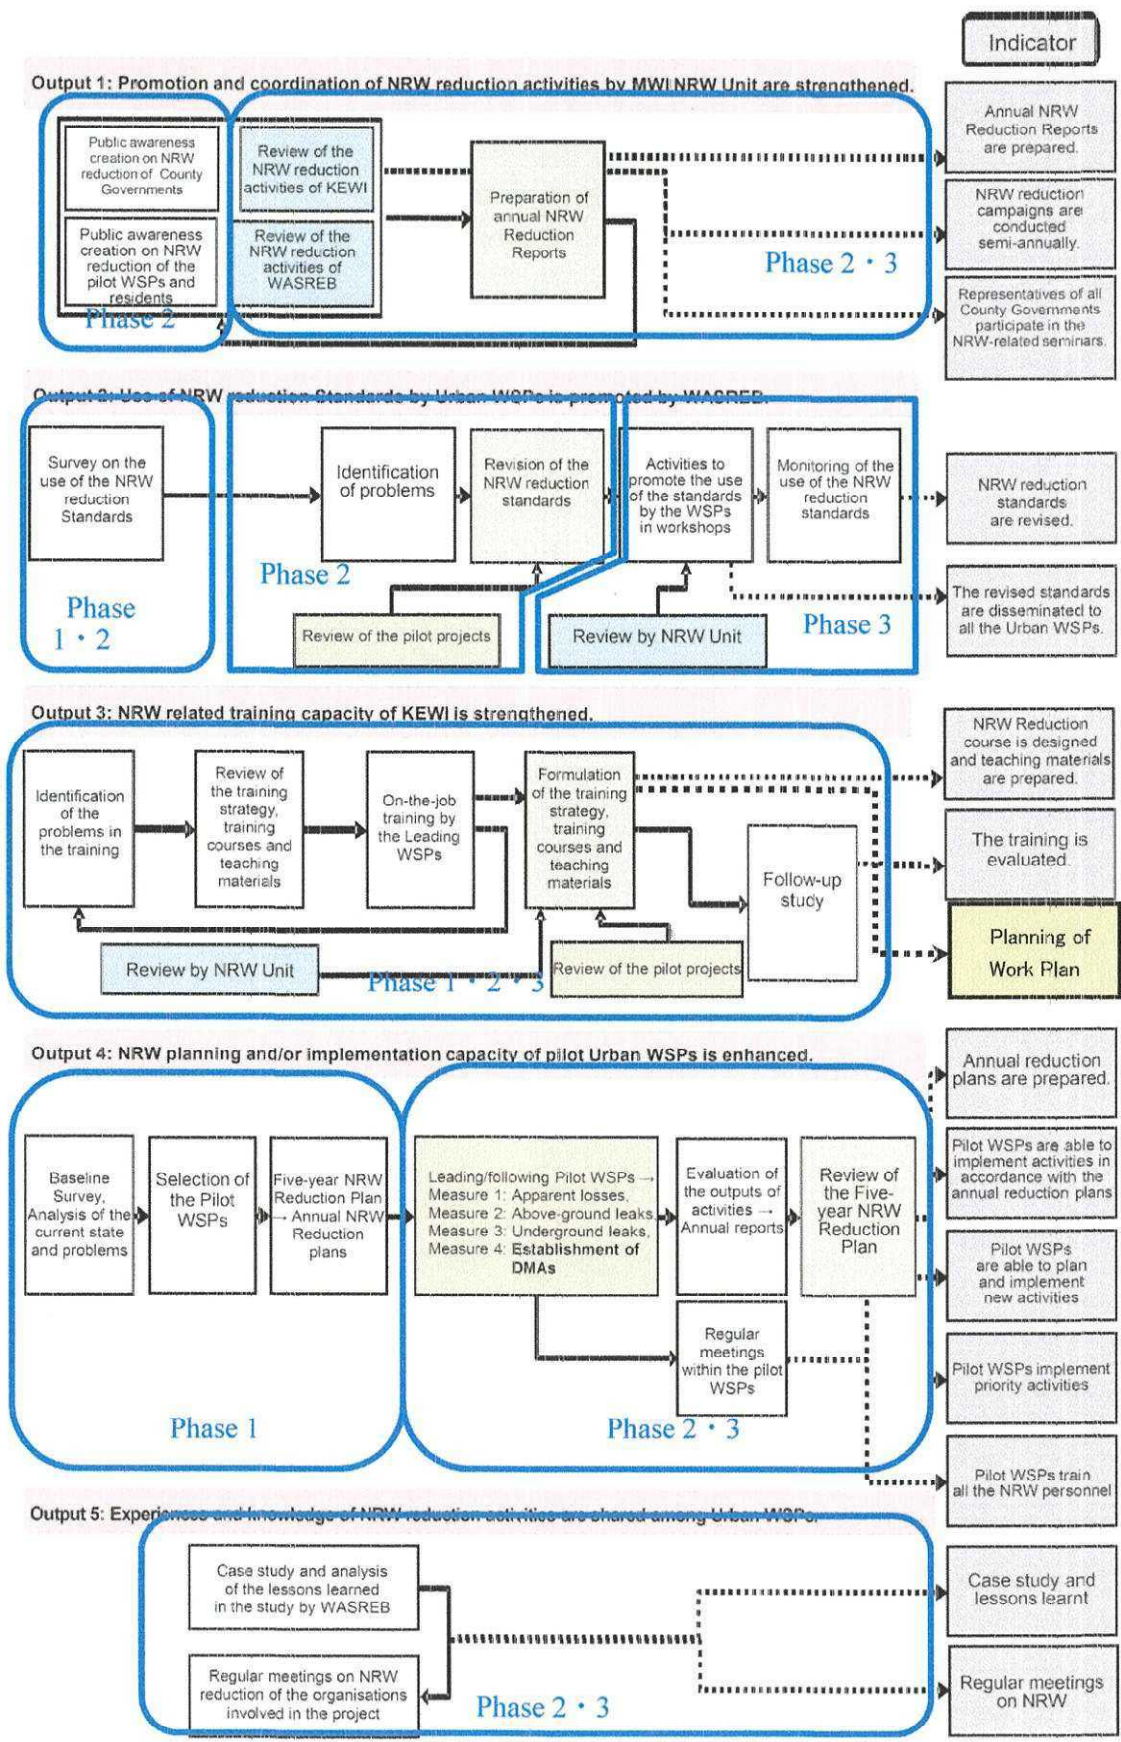 Indicator
Output 1: Promotion and coordination of NRW reduction activities by MWI NRW Unit are strengthened.
Public awareness
creation on NRW
reduction of County
Governments
Public awareness
creation on NRW
reduction of the
pilot WSPs and
residents
Phase 2
Review of the
NRW reduction
activities of KEWI
Review of the
NRW reduction
activities of
WASREB
Preparation of
annual NRW
Reduction
Reports
Phase 2・3
Annual NRW
Reduction Reports
are prepared.
NRW reduction
campaigns are
conducted
semi-annually.
Representatives of all
County Governments
participate in the
NRW-related seminars.
Output 2: Use of NRW reduction Standards by Urban WSPs is promoted by WASREB.
Survey on the
use of the NRW
reduction
Standards
Phase
1・2
Identification
of problems
Revision of the
NRW reduction
standards
Phase 2
Review of the pilot projects
Activities to
promote the use
of the standards
by the WSPs
in workshops
Monitoring of the
use of the NRW
reduction
standards
Review by NRW Unit
Phase 3
NRW reduction
standards
are revised.
The revised standards
are disseminated to
all the Urban WSPs.
Output 3: NRW related training capacity of KEWI is strengthened.
Identification
of the
problems in
the training
Review of
the training
strategy,
training
courses and
teaching
materials
On-the-job
training by
the Leading
WSPs
Formulation
of the training
strategy,
training
courses and
teaching
materials
Follow-up
study
Review by NRW Unit
Phase 1・2・3
Review of the pilot projects
NRW Reduction
course is designed
and teaching materials
are prepared.
The training is
evaluated.
Planning of
Work Plan
Output 4: NRW planning and/or implementation capacity of pilot Urban WSPs is enhanced.
Baseline
Survey,
Analysis of the
current state
and problems
Selection of
the Pilot
WSPs
Five-year NRW
Reduction Plan
→ Annual NRW
Reduction
plans
Phase 1
Leading/following Pilot WSPs →
Measure 1: Apparent losses,
Measure 2: Above-ground leaks,
Measure 3: Underground leaks,
Measure 4: Establishment of
DMAs
Evaluation of
the outputs of
activities →
Annual reports
Review of
the Five-
year NRW
Reduction
Plan
Regular
meetings
within the pilot
WSPs
Phase 2・3
Annual reduction
plans are prepared.
Pilot WSPs are able to
implement activities in
accordance with the
annual reduction plans
Pilot WSPs
are able to plan
and implement
new activities
Pilot WSPs implement
priority activities
Pilot WSPs train
all the NRW personnel
Output 5: Experiences and knowledge of NRW reduction activities are shared among Urban WSPs.
Case study and analysis
of the lessons learned
in the study by WASREB
Regular meetings on NRW
reduction of the organisations
involved in the project
Phase 2・3
Case study and
lessons learnt
Regular meetings
on NRW